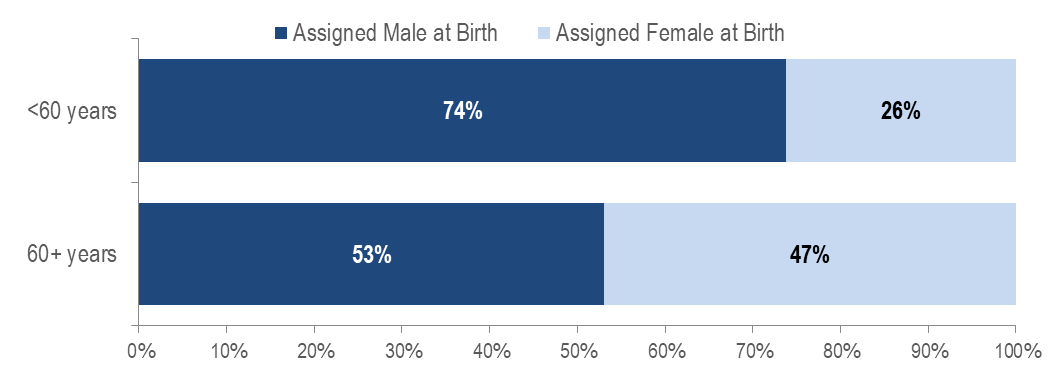 Assigned Male at Birth Assigned Female at Birth
<60 years 74% 26%
60+ years 53% 47%
0% 10% 20% 30% 40% 50% 60% 70% 80% 90% 100%